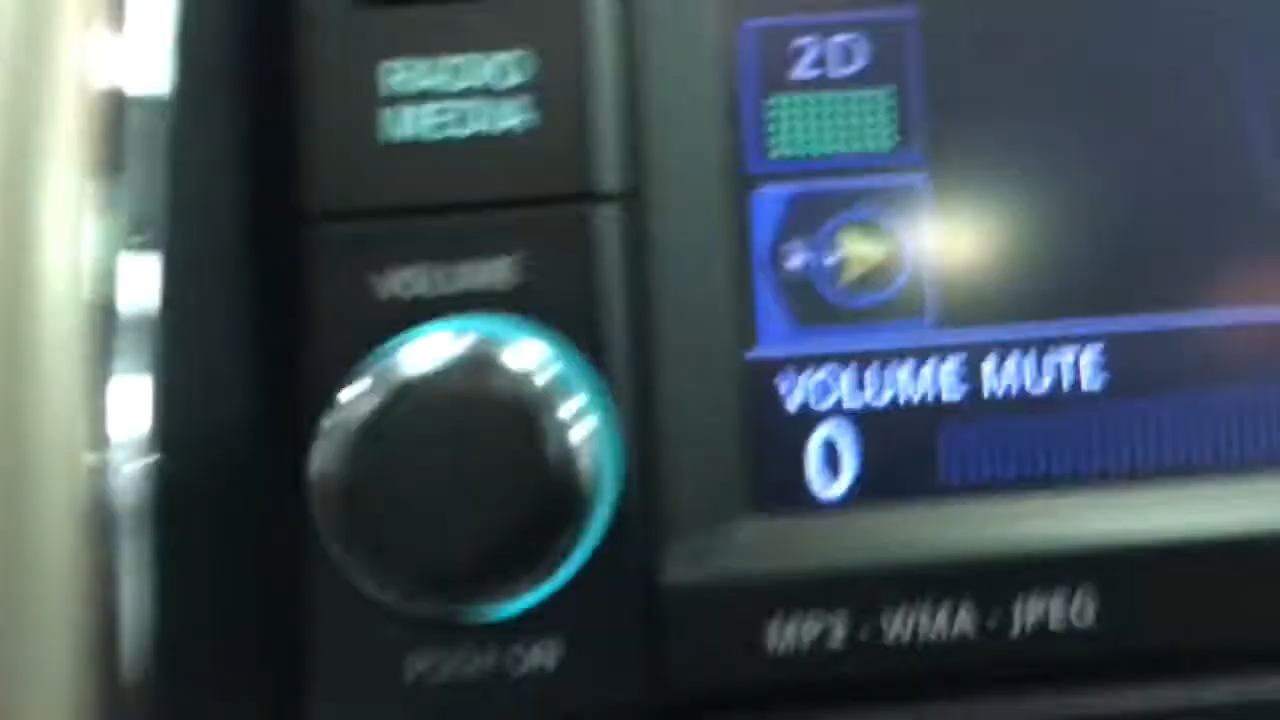 RADIO
MEDIA
VOLUME
2D
VOLUME MUTE
0
MP3 · WMA · JPEG